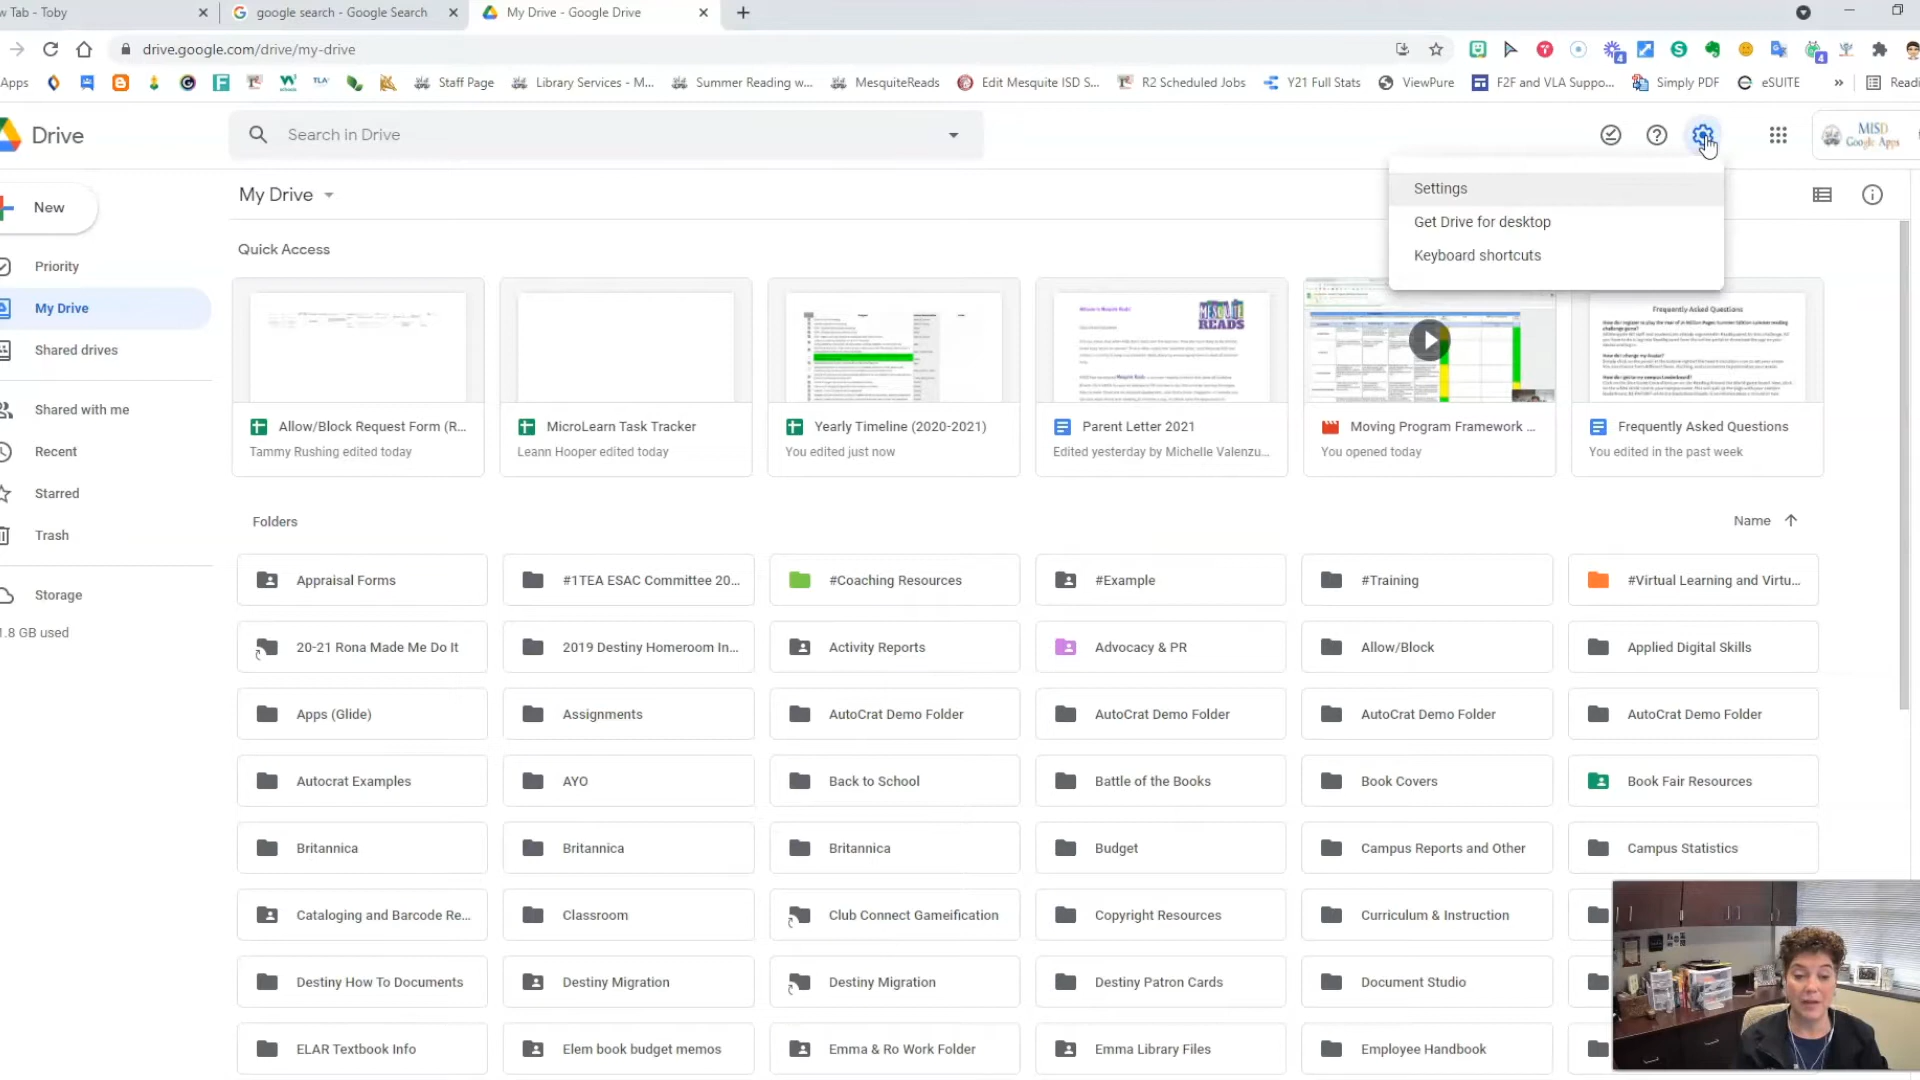 w Tab - Toby
google search - Google Search
My Drive - Google Drive
drive.google.com/drive/my-drive
Apps
Staff Page
Library Services - M...
Summer Reading w...
MesquiteReads
Edit Mesquite ISD S...
R2 Scheduled Jobs
Y21 Full Stats
ViewPure
F2F and VLA Suppo...
Simply PDF
eSUITE
»
Readi
Drive
Search in Drive
MISD
Google Apps
Settings
Get Drive for desktop
Keyboard shortcuts
New
My Drive
Priority
My Drive
Shared drives
Shared with me
Recent
Starred
Trash
Storage
1.8 GB used
Quick Access
MESQUITE
READS
Frequently Asked Questions
Allow/Block Request Form (R...
Tammy Rushing edited today
MicroLearn Task Tracker
Leann Hooper edited today
Yearly Timeline (2020-2021)
You edited just now
Parent Letter 2021
Edited yesterday by Michelle Valenzu...
Moving Program Framework ...
You opened today
Frequently Asked Questions
You edited in the past week
Folders
Name
Appraisal Forms
#1TEA ESAC Committee 20...
#Coaching Resources
#Example
#Training
#Virtual Learning and Virtu...
20-21 Rona Made Me Do It
2019 Destiny Homeroom In...
Activity Reports
Advocacy & PR
Allow/Block
Applied Digital Skills
Apps (Glide)
Assignments
AutoCrat Demo Folder
AutoCrat Demo Folder
AutoCrat Demo Folder
AutoCrat Demo Folder
Autocrat Examples
AYO
Back to School
Battle of the Books
Book Covers
Book Fair Resources
Britannica
Britannica
Britannica
Budget
Campus Reports and Other
Campus Statistics
Cataloging and Barcode Re...
Classroom
Club Connect Gameification
Copyright Resources
Curriculum & Instruction
Destiny How To Documents
Destiny Migration
Destiny Migration
Destiny Patron Cards
Document Studio
ELAR Textbook Info
Elem book budget memos
Emma & Ro Work Folder
Emma Library Files
Employee Handbook